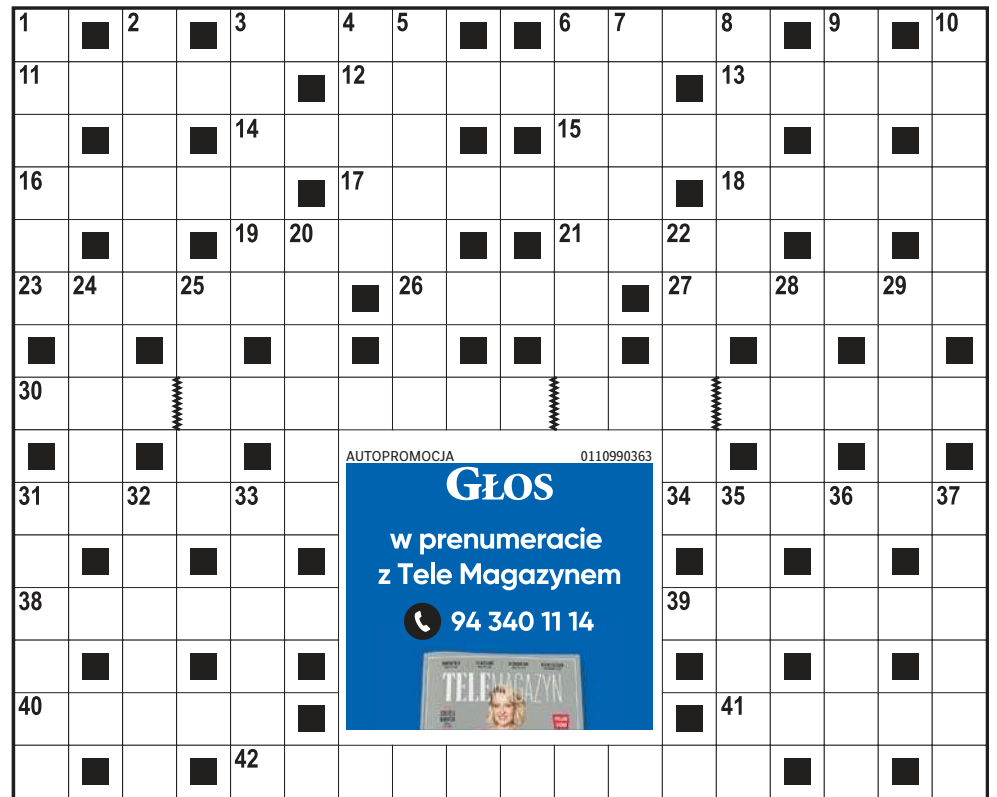 1 2 3 4 5 6 7 8 9 10
11 12 13
14 15
16 17 18
19 20 21 22
23 24 25 26 27 28 29
30
AUTOPROMOCJA 0110990363
GŁOS
31 32 33 34 35 36 37
w prenumeracie
z Tele Magazynem
38 94 340 11 14 39
TELEMAGAZYN
40 41
42